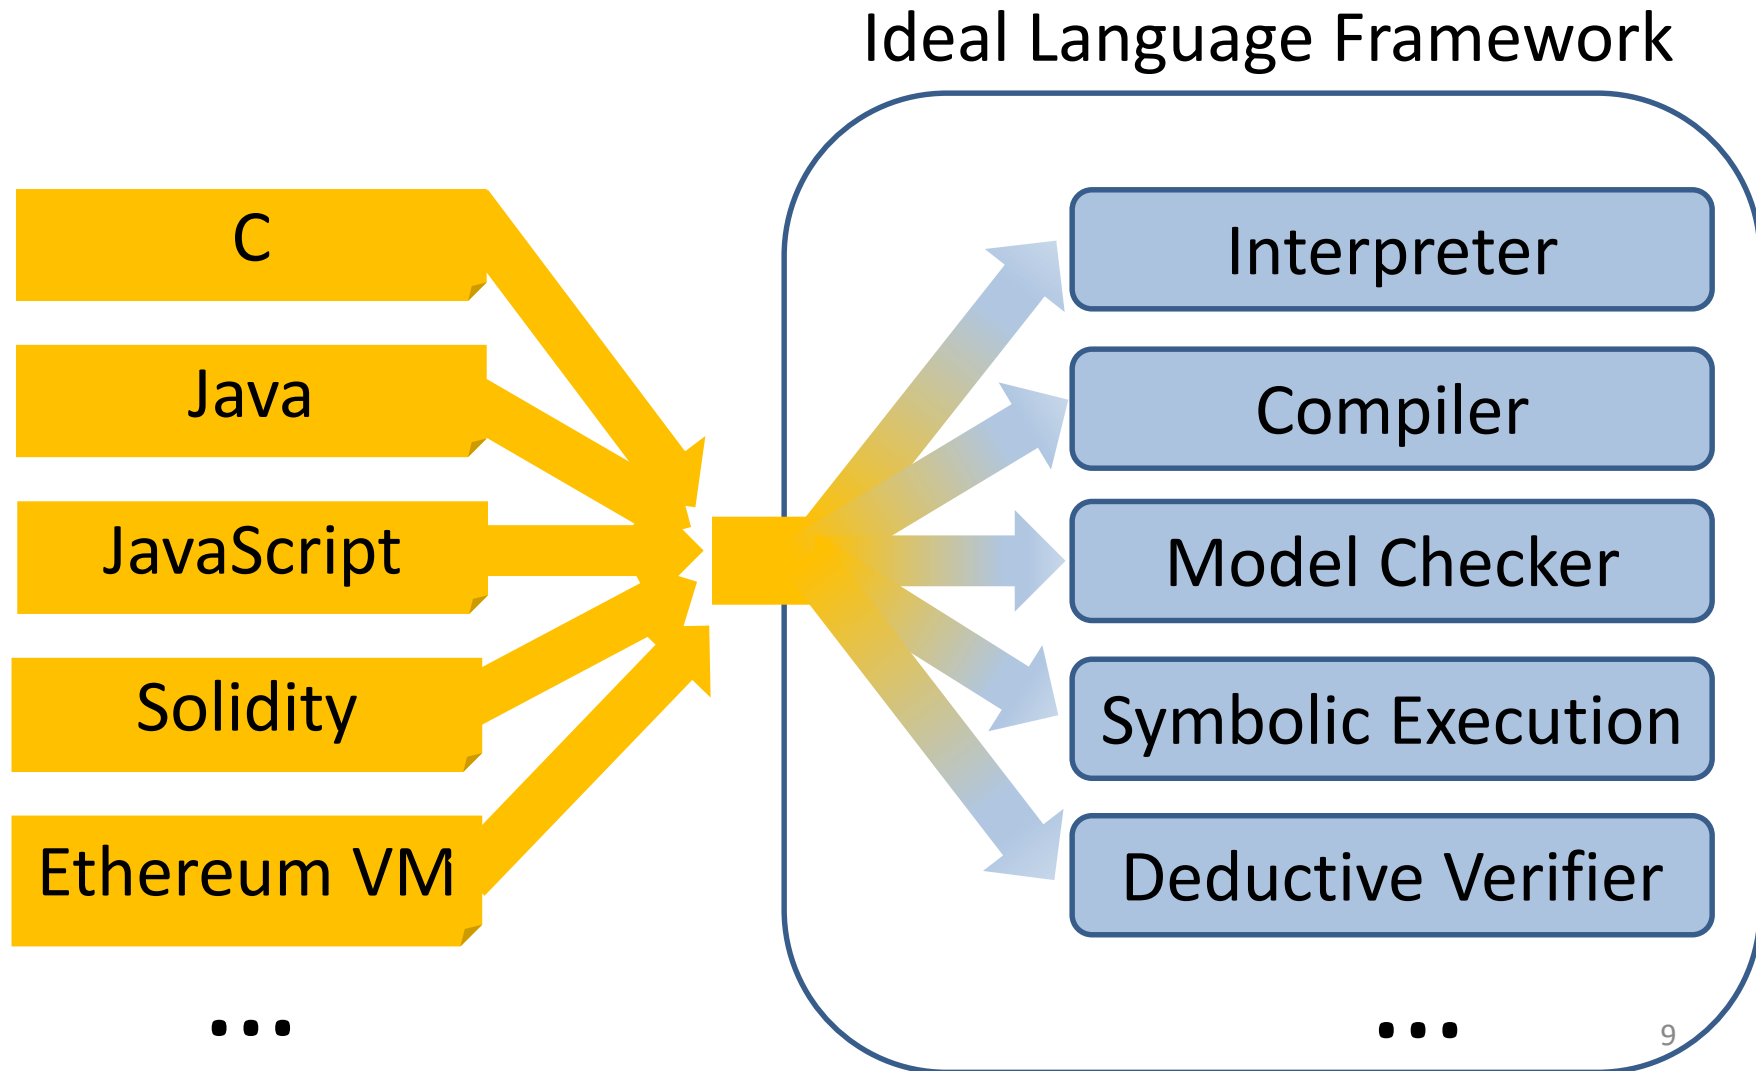 Ideal Language Framework
C
Java
JavaScript
Solidity
Ethereum VM
...
Interpreter
Compiler
Model Checker
Symbolic Execution
Deductive Verifier
...
9